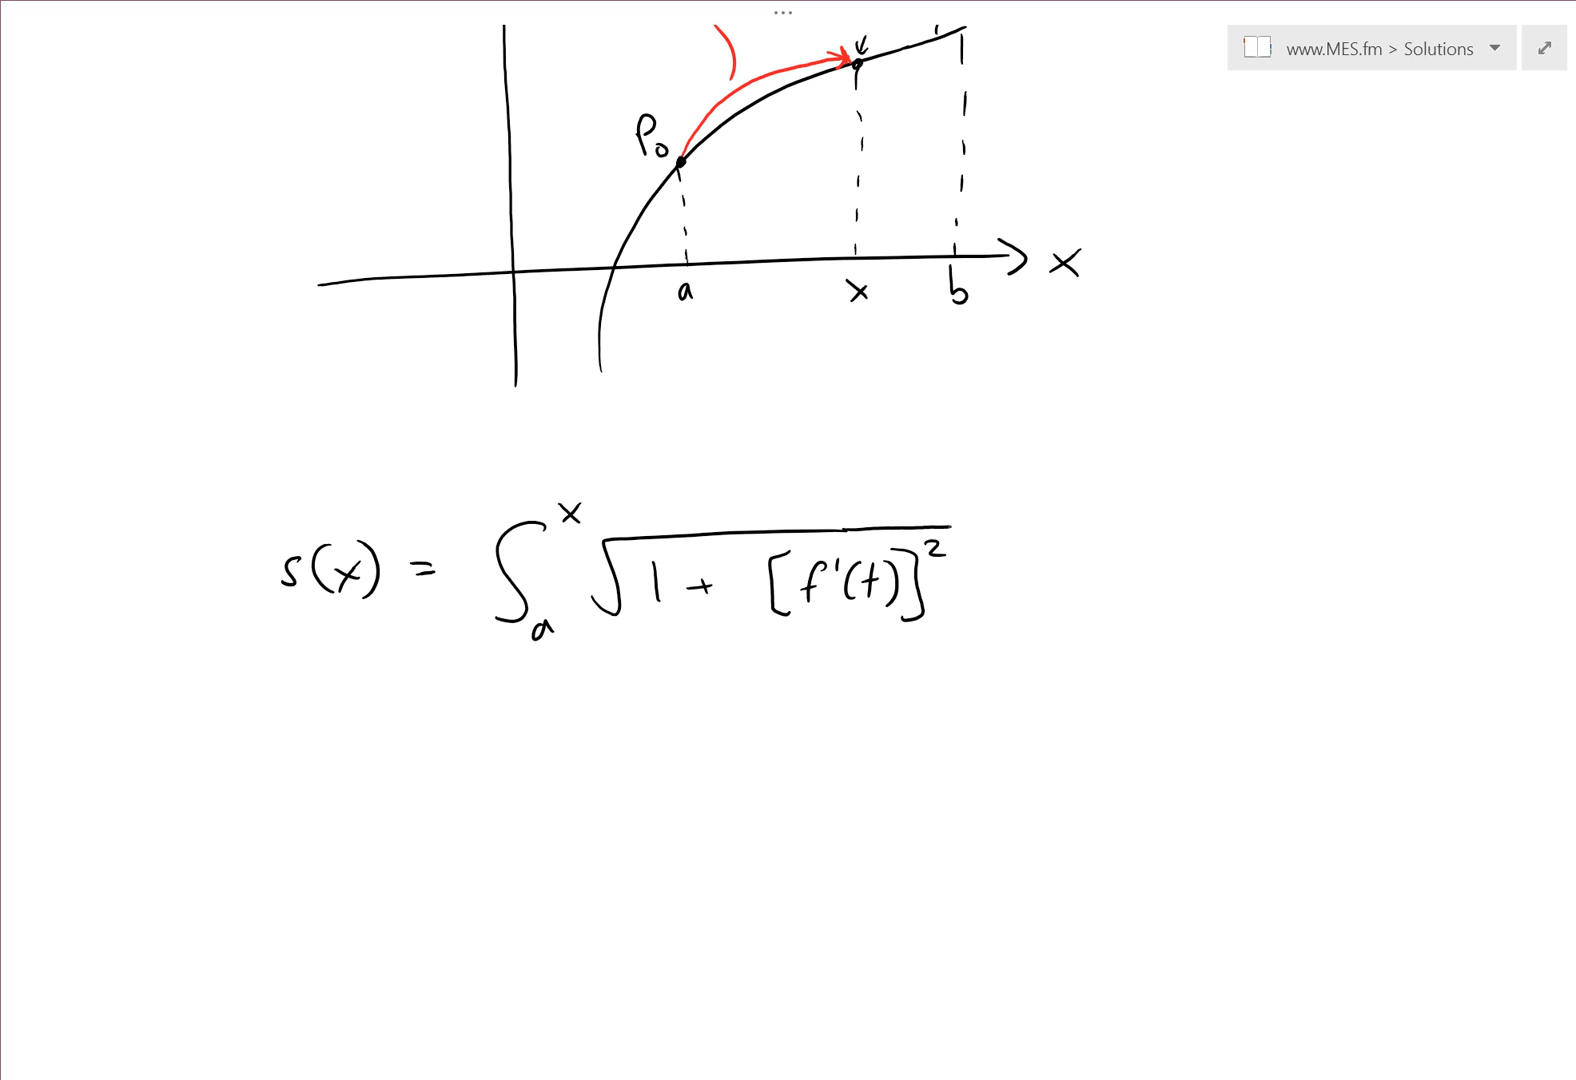 www.MES.fm > Solutions
P₀
x
a x b
s(x) = ∫ₐˣ √(1 + [f'(t)]²)